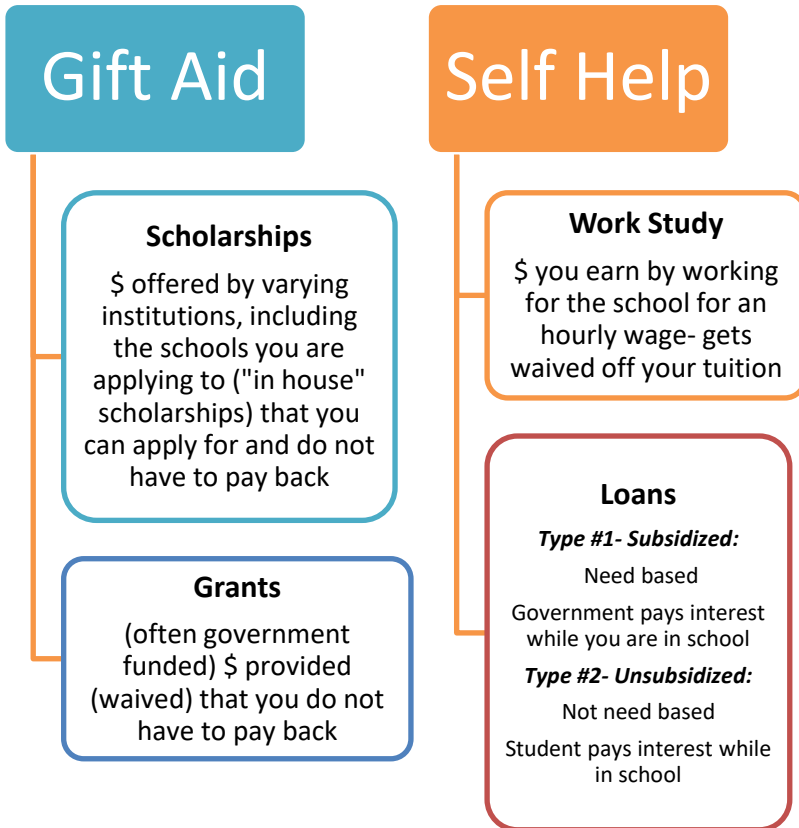 Gift Aid
Scholarships
$ offered by varying
institutions, including
the schools you are
applying to ("in house"
scholarships) that you
can apply for and do not
have to pay back
Grants
(often government
funded) $ provided
(waived) that you do not
have to pay back
Self Help
Work Study
$ you earn by working
for the school for an
hourly wage- gets
waived off your tuition
Loans
Type #1- Subsidized:
Need based
Government pays interest
while you are in school
Type #2- Unsubsidized:
Not need based
Student pays interest while
in school